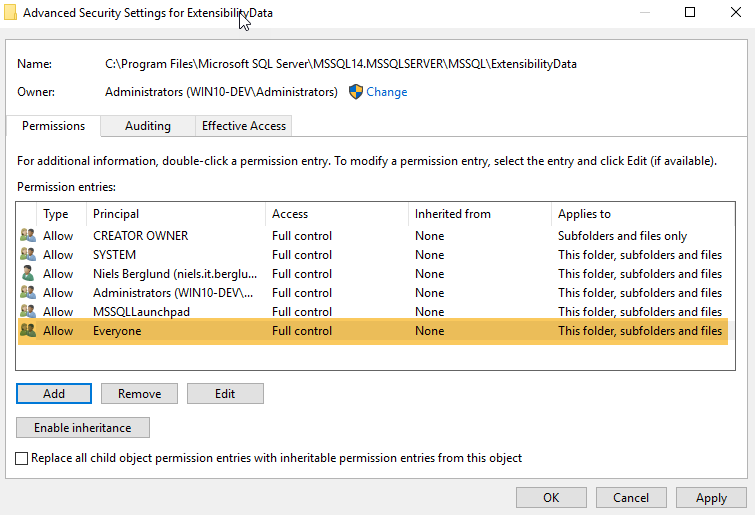 Advanced Security Settings for ExtensibilityData
Name: C:\Program Files\Microsoft SQL Server\MSSQL14.MSSQLSERVER\MSSQL\ExtensibilityData
Owner: Administrators (WIN10-DEV\Administrators) Change
Permissions Auditing Effective Access
For additional information, double-click a permission entry. To modify a permission entry, select the entry and click Edit (if available).
Permission entries:
Type Principal Access Inherited from Applies to
Allow CREATOR OWNER Full control None Subfolders and files only
Allow SYSTEM Full control None This folder, subfolders and files
Allow Niels Berglund (niels.it.berglu... Full control None This folder, subfolders and files
Allow Administrators (WIN10-DEV\... Full control None This folder, subfolders and files
Allow MSSQLLaunchpad Full control None This folder, subfolders and files
Allow Everyone Full control None This folder, subfolders and files
Add Remove Edit
Enable inheritance
Replace all child object permission entries with inheritable permission entries from this object
OK Cancel Apply